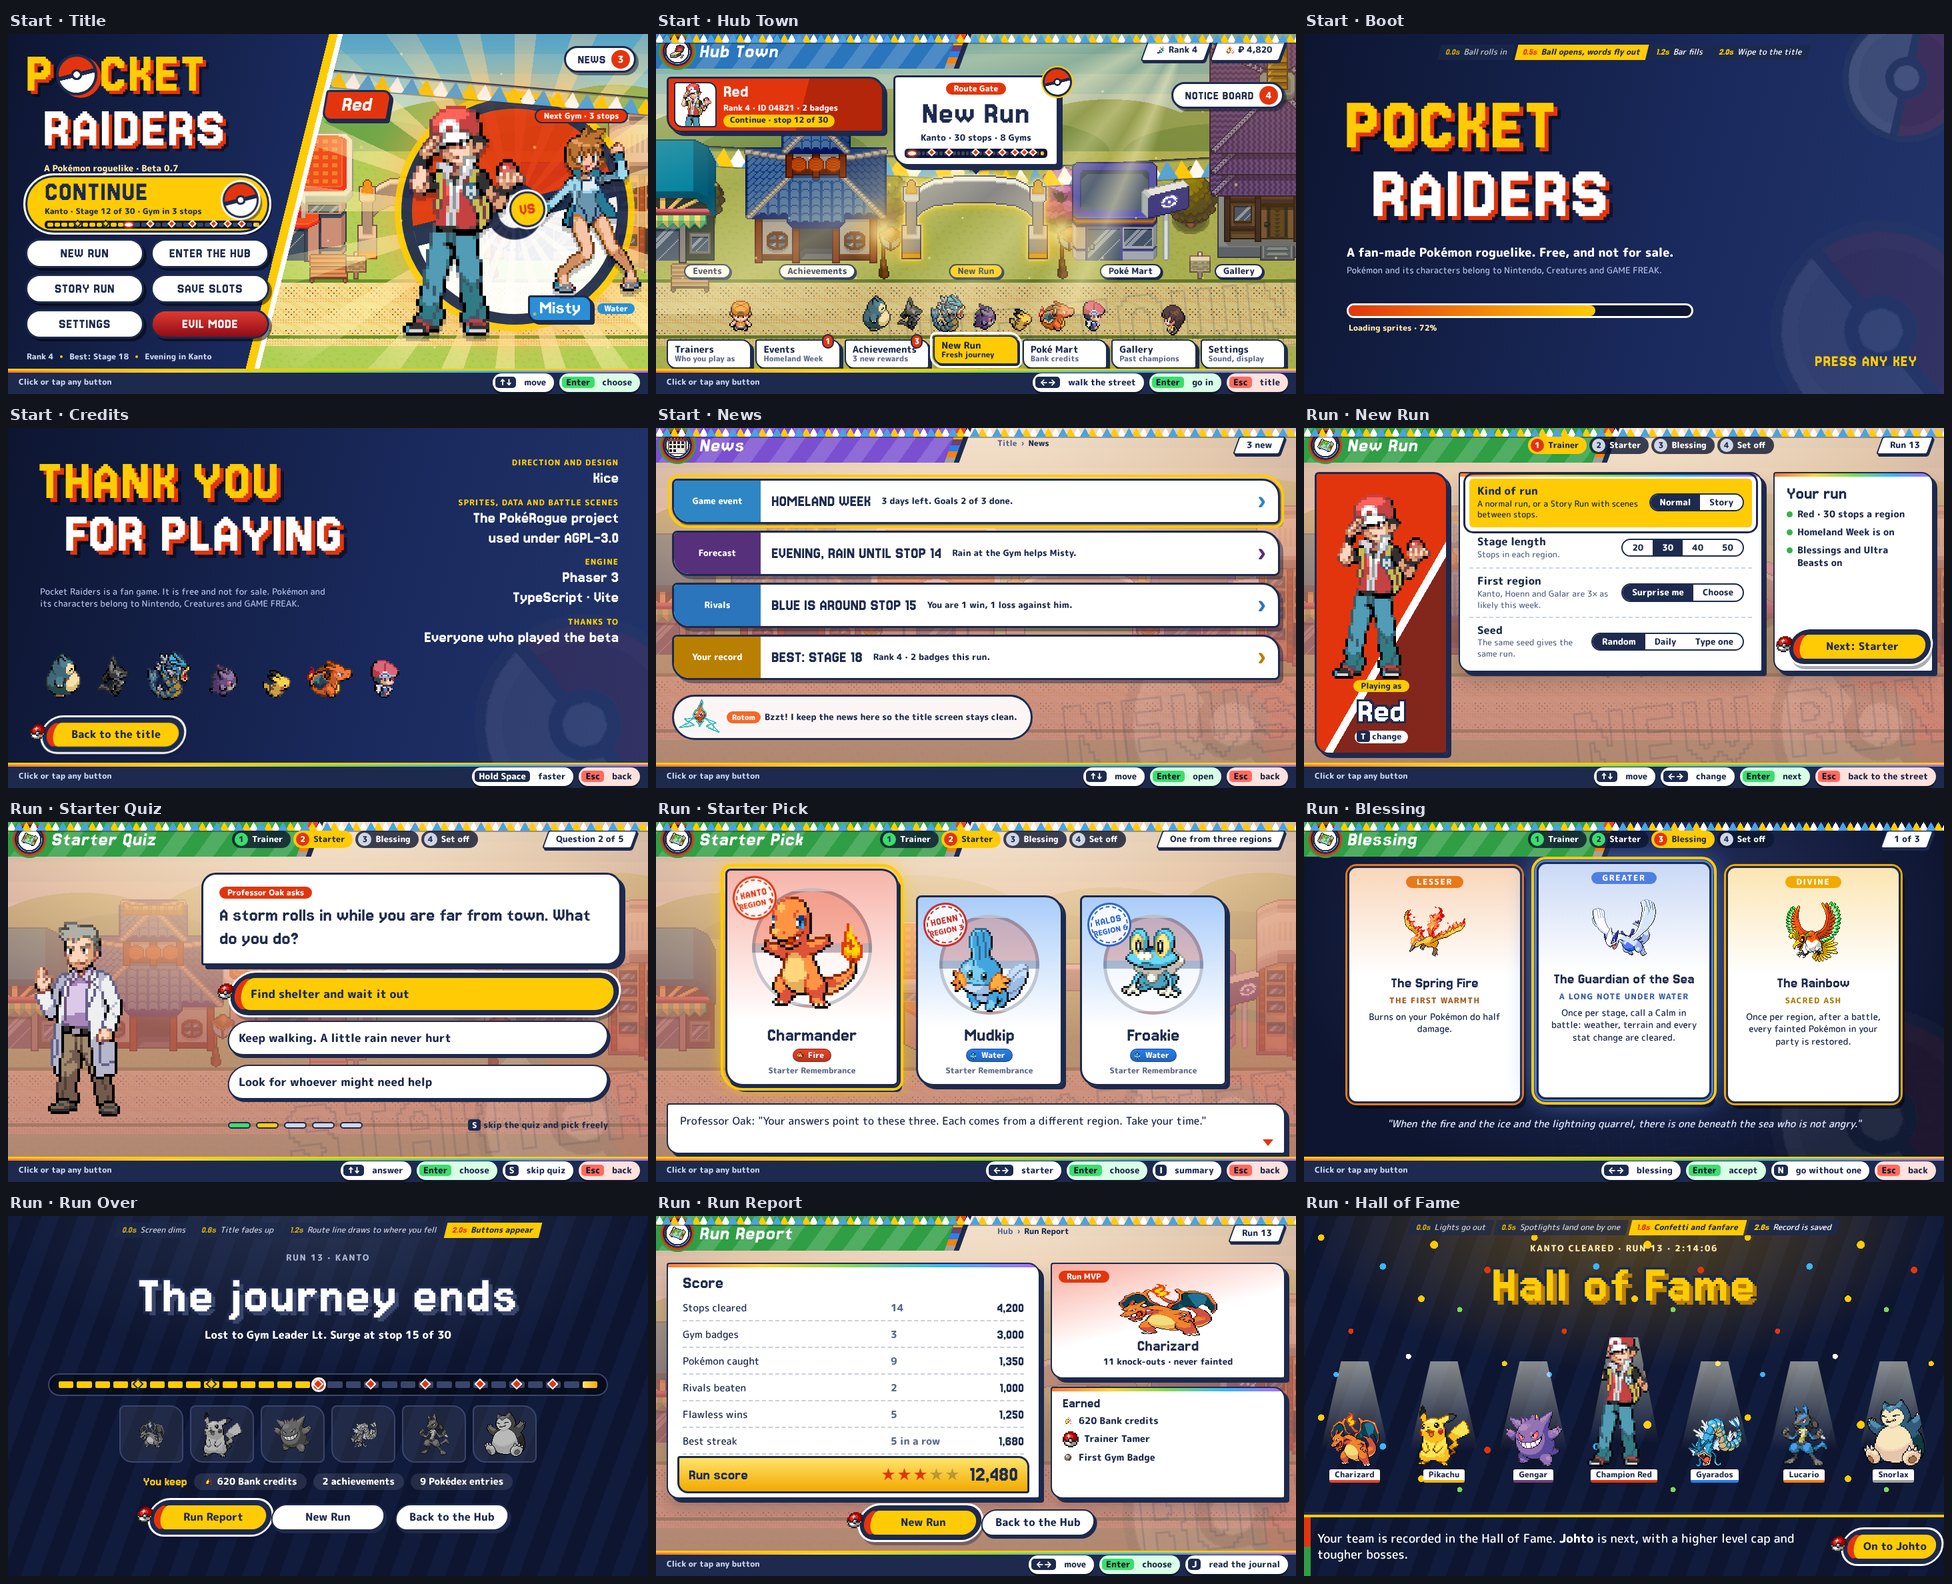 Start · Title
POCKET
RAIDERS
A Pokémon roguelike · Beta 0.7
CONTINUE
Kanto · Stage 12 of 30 · Gym in 3 stops
NEW RUN
ENTER THE HUB
STORY RUN
SAVE SLOTS
SETTINGS
EVIL MODE
Rank 4 • Best: Stage 18 • Evening in Kanto
NEWS 3
Red
Next Gym · 3 stops
VS
Misty
Water
Click or tap any button
↑↓ move
Enter choose
Start · Hub Town
Hub Town
Rank 4
₽ 4,820
Red
Rank 4 · ID 04821 · 2 badges
Continue · stop 12 of 30
Route Gate
New Run
Kanto · 30 stops · 8 Gyms
NOTICE BOARD 4
Events
Achievements
New Run
Poké Mart
Gallery
Trainers
Who you play as
Events
Homeland Week
1
Achievements
3 new rewards
3
New Run
Fresh journey
Poké Mart
Bank credits
Gallery
Past champions
Settings
Sound, display
Click or tap any button
←→ walk the street
Enter go in
Esc title
Start · Boot
0.0s Ball rolls in
0.5s Ball opens, words fly out
1.2s Bar fills
2.0s Wipe to the title
POCKET
RAIDERS
A fan-made Pokémon roguelike. Free, and not for sale.
Pokémon and its characters belong to Nintendo, Creatures and GAME FREAK.
Loading sprites · 72%
PRESS ANY KEY
Start · Credits
THANK YOU
FOR PLAYING
Pocket Raiders is a fan game. It is free and not for sale. Pokémon and
its characters belong to Nintendo, Creatures and GAME FREAK.
DIRECTION AND DESIGN
Kice
SPRITES, DATA AND BATTLE SCENES
The PokéRogue project
used under AGPL-3.0
ENGINE
Phaser 3
TypeScript · Vite
THANKS TO
Everyone who played the beta
Back to the title
Click or tap any button
Hold Space faster
Esc back
Start · News
News
Title › News
3 new
Game event
HOMELAND WEEK 3 days left. Goals 2 of 3 done.
Forecast
EVENING, RAIN UNTIL STOP 14 Rain at the Gym helps Misty.
Rivals
BLUE IS AROUND STOP 15 You are 1 win, 1 loss against him.
Your record
BEST: STAGE 18 Rank 4 · 2 badges this run.
Rotom Bzzt! I keep the news here so the title screen stays clean.
NEWS
Click or tap any button
↑↓ move
Enter open
Esc back
Run · New Run
New Run
1 Trainer
2 Starter
3 Blessing
4 Set off
Run 13
Playing as
Red
T change
Kind of run
A normal run, or a Story Run with scenes
between stops.
Normal Story
Stage length
Stops in each region.
20 30 40 50
First region
Kanto, Hoenn and Galar are 3× as
likely this week.
Surprise me Choose
Seed
The same seed gives the
same run.
Random Daily Type one
Your run
Red · 30 stops a region
Homeland Week is on
Blessings and Ultra
Beasts on
Next: Starter
NEW RUN
Click or tap any button
↑↓ move
←→ change
Enter next
Esc back to the street
Run · Starter Quiz
Starter Quiz
1 Trainer
2 Starter
3 Blessing
4 Set off
Question 2 of 5
Professor Oak asks
A storm rolls in while you are far from town. What
do you do?
Find shelter and wait it out
Keep walking. A little rain never hurt
Look for whoever might need help
S skip the quiz and pick freely
Click or tap any button
↑↓ answer
Enter choose
S skip quiz
Esc back
Run · Starter Pick
Starter Pick
1 Trainer
2 Starter
3 Blessing
4 Set off
One from three regions
KANTO
REGION 1
Charmander
Fire
Starter Remembrance
HOENN
REGION 3
Mudkip
Water
Starter Remembrance
KALOS
REGION 6
Froakie
Water
Starter Remembrance
Professor Oak: "Your answers point to these three. Each comes from a different region. Take your time."
Click or tap any button
←→ starter
Enter choose
I summary
Esc back
Run · Blessing
Blessing
1 Trainer
2 Starter
3 Blessing
4 Set off
1 of 3
LESSER
The Spring Fire
THE FIRST WARMTH
Burns on your Pokémon do half
damage.
GREATER
The Guardian of the Sea
A LONG NOTE UNDER WATER
Once per stage, call a Calm in
battle: weather, terrain and every
stat change are cleared.
DIVINE
The Rainbow
SACRED ASH
Once per region, after a battle,
every fainted Pokémon in your
party is restored.
"When the fire and the ice and the lightning quarrel, there is one beneath the sea who is not angry."
Click or tap any button
←→ blessing
Enter accept
N go without one
Esc back
Run · Run Over
0.0s Screen dims
0.6s Title fades up
1.2s Route line draws to where you fell
2.0s Buttons appear
RUN 13 · KANTO
The journey ends
Lost to Gym Leader Lt. Surge at stop 15 of 30
You keep
620 Bank credits
2 achievements
9 Pokédex entries
Run Report
New Run
Back to the Hub
Run · Run Report
Run Report
Hub › Run Report
Run 13
Score
Stops cleared 14 4,200
Gym badges 3 3,000
Pokémon caught 9 1,350
Rivals beaten 2 1,000
Flawless wins 5 1,250
Best streak 5 in a row 1,680
Run score ★★★★★ 12,480
Run MVP
Charizard
11 knock-outs · never fainted
Earned
620 Bank credits
Trainer Tamer
First Gym Badge
New Run
Back to the Hub
Click or tap any button
←→ move
Enter choose
J read the journal
Run · Hall of Fame
0.0s Lights go out
0.5s Spotlights land one by one
1.8s Confetti and fanfare
2.8s Record is saved
KANTO CLEARED · RUN 13 · 2:14:06
Hall of Fame
Charizard
Pikachu
Gengar
Champion Red
Gyarados
Lucario
Snorlax
Your team is recorded in the Hall of Fame. Johto is next, with a higher level cap and
tougher bosses.
On to Johto